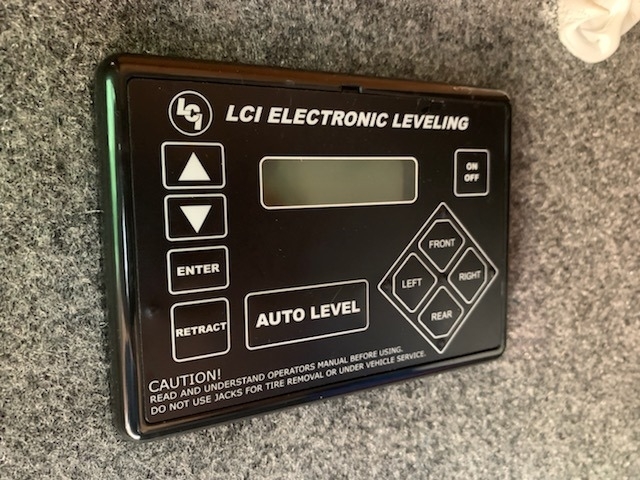 LCI
LCI ELECTRONIC LEVELING
ON
OFF
ENTER
RETRACT
AUTO LEVEL
FRONT
LEFT
RIGHT
REAR
CAUTION!
READ AND UNDERSTAND OPERATORS MANUAL BEFORE USING.
DO NOT USE JACKS FOR TIRE REMOVAL OR UNDER VEHICLE SERVICE.